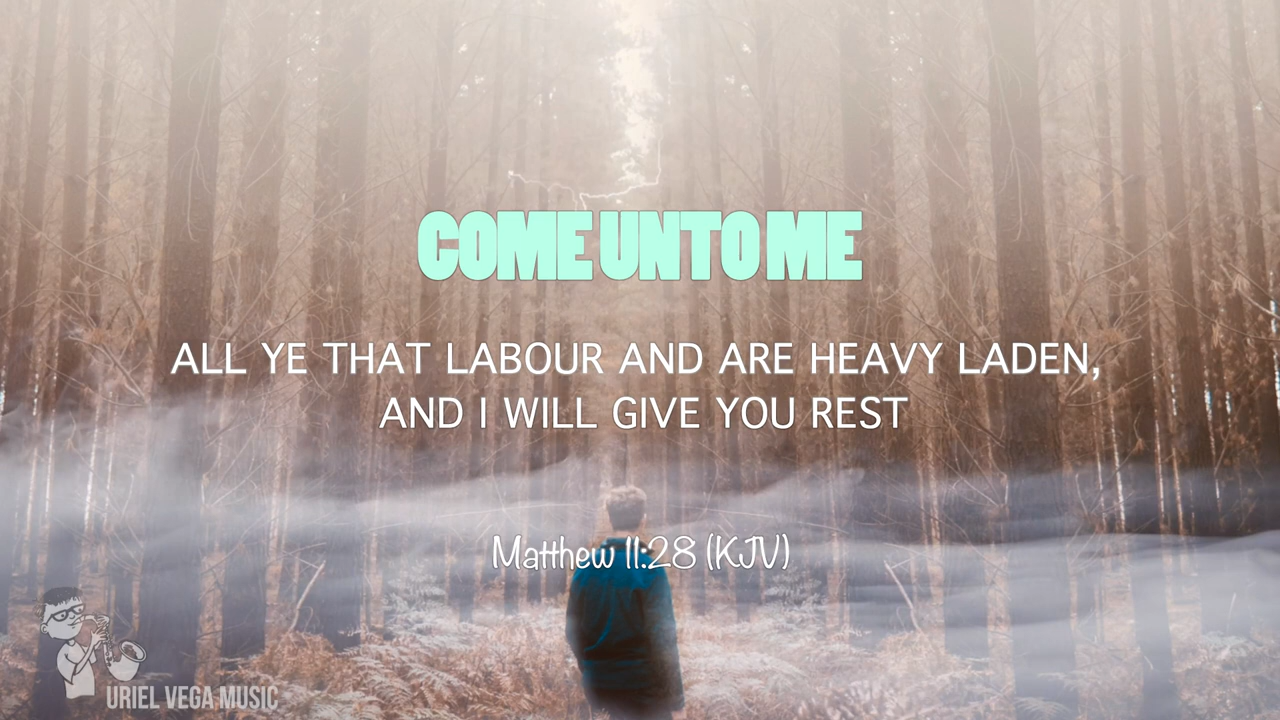 COME UNTO ME
ALL YE THAT LABOUR AND ARE HEAVY LADEN,
AND I WILL GIVE YOU REST
Matthew 11:28 (KJV)
URIEL VEGA MUSIC